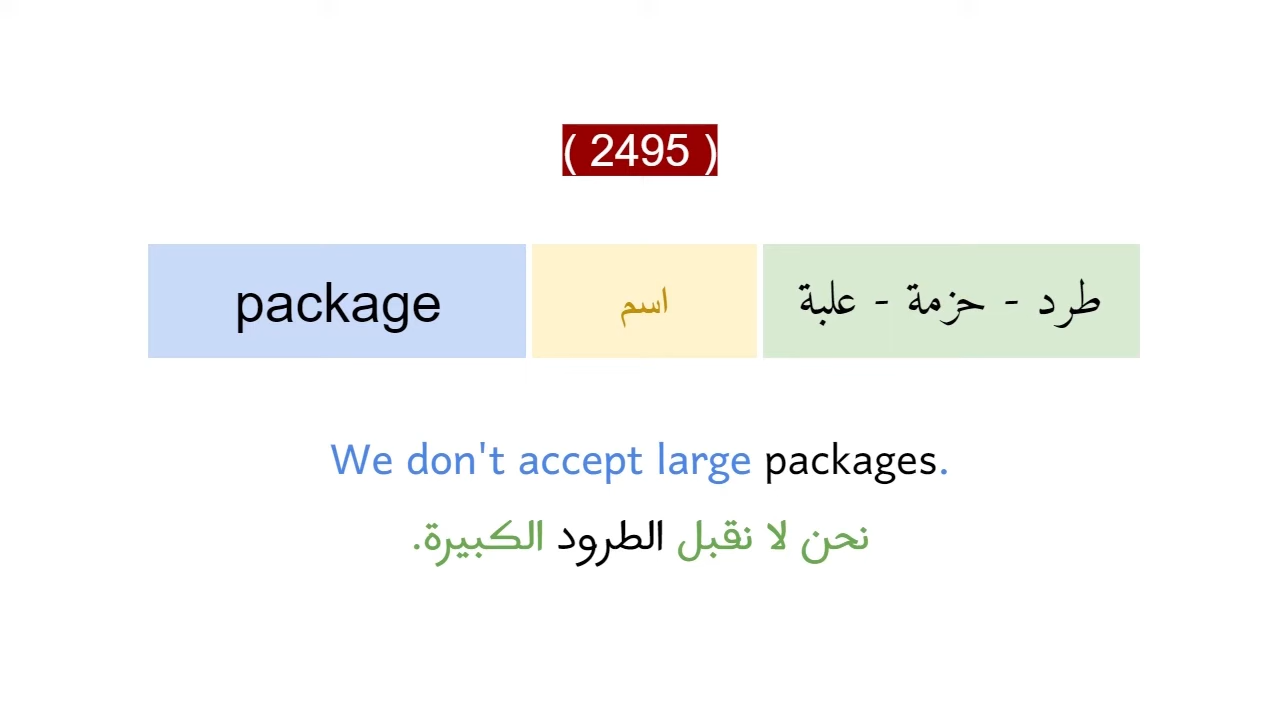 ( 2495 )
package
اسم
طرد - حزمة - علبة
We don't accept large packages.
نحن لا نقبل الطرود الكبيرة.